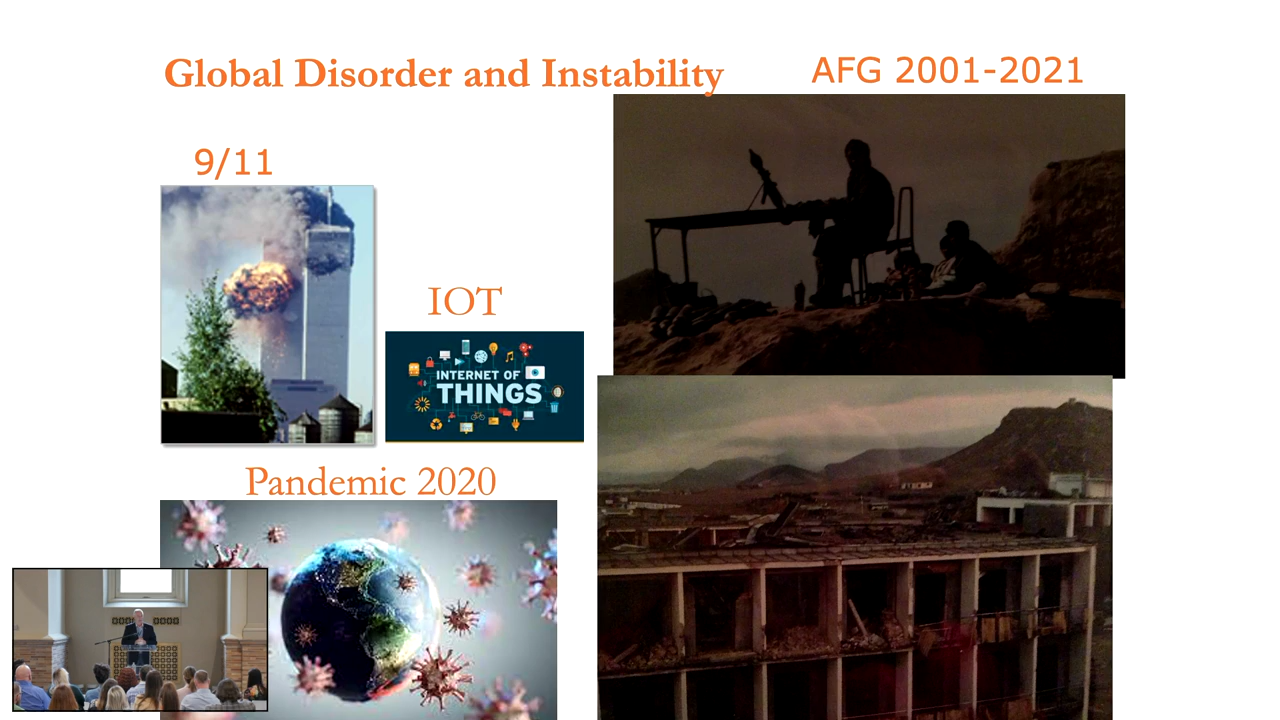 Global Disorder and Instability
AFG 2001-2021
9/11
IOT
INTERNET OF
THINGS
Pandemic 2020